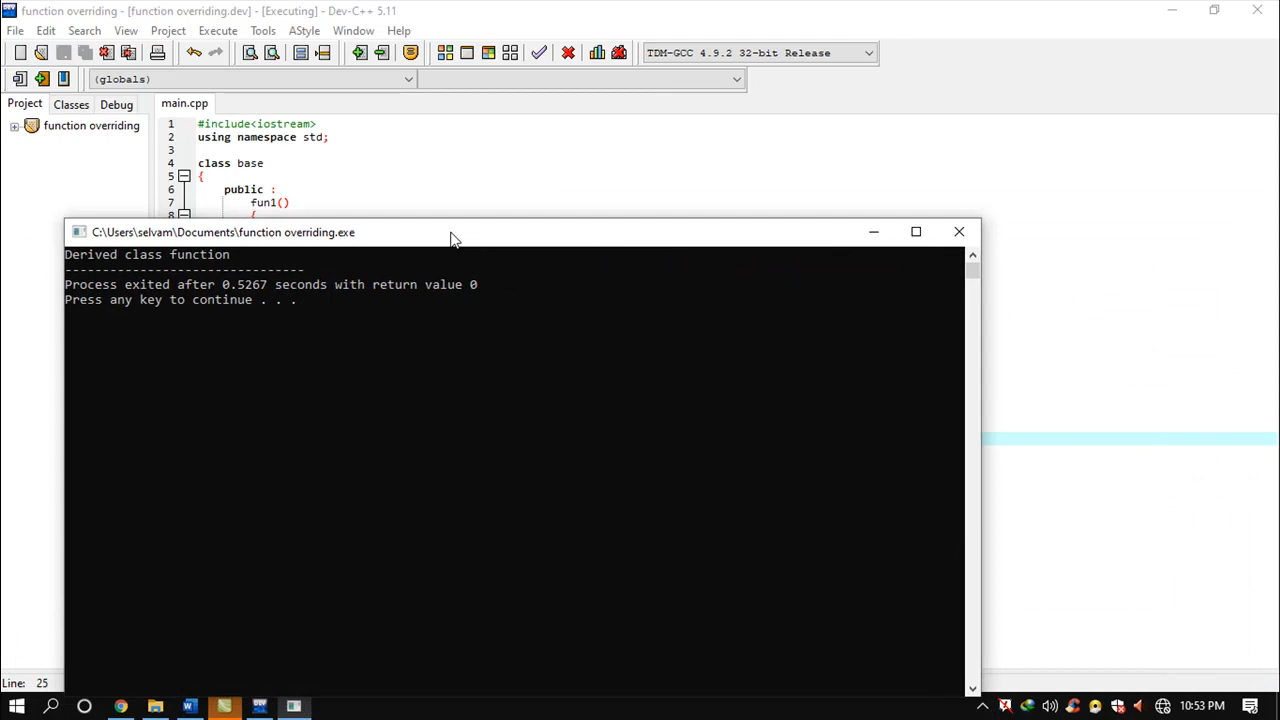 function overriding - [function overriding.dev] - [Executing] - Dev-C++ 5.11
File Edit Search View Project Execute Tools AStyle Window Help
TDM-GCC 4.9.2 32-bit Release
(globals)
Project Classes Debug main.cpp
function overriding
1 #include<iostream>
2 using namespace std;
3
4 class base
5 {
6 public :
7 fun1()
8 {
C:\Users\selvam\Documents\function overriding.exe
Derived class function
--------------------------------
Process exited after 0.5267 seconds with return value 0
Press any key to continue . . .
Line: 25
10:53 PM